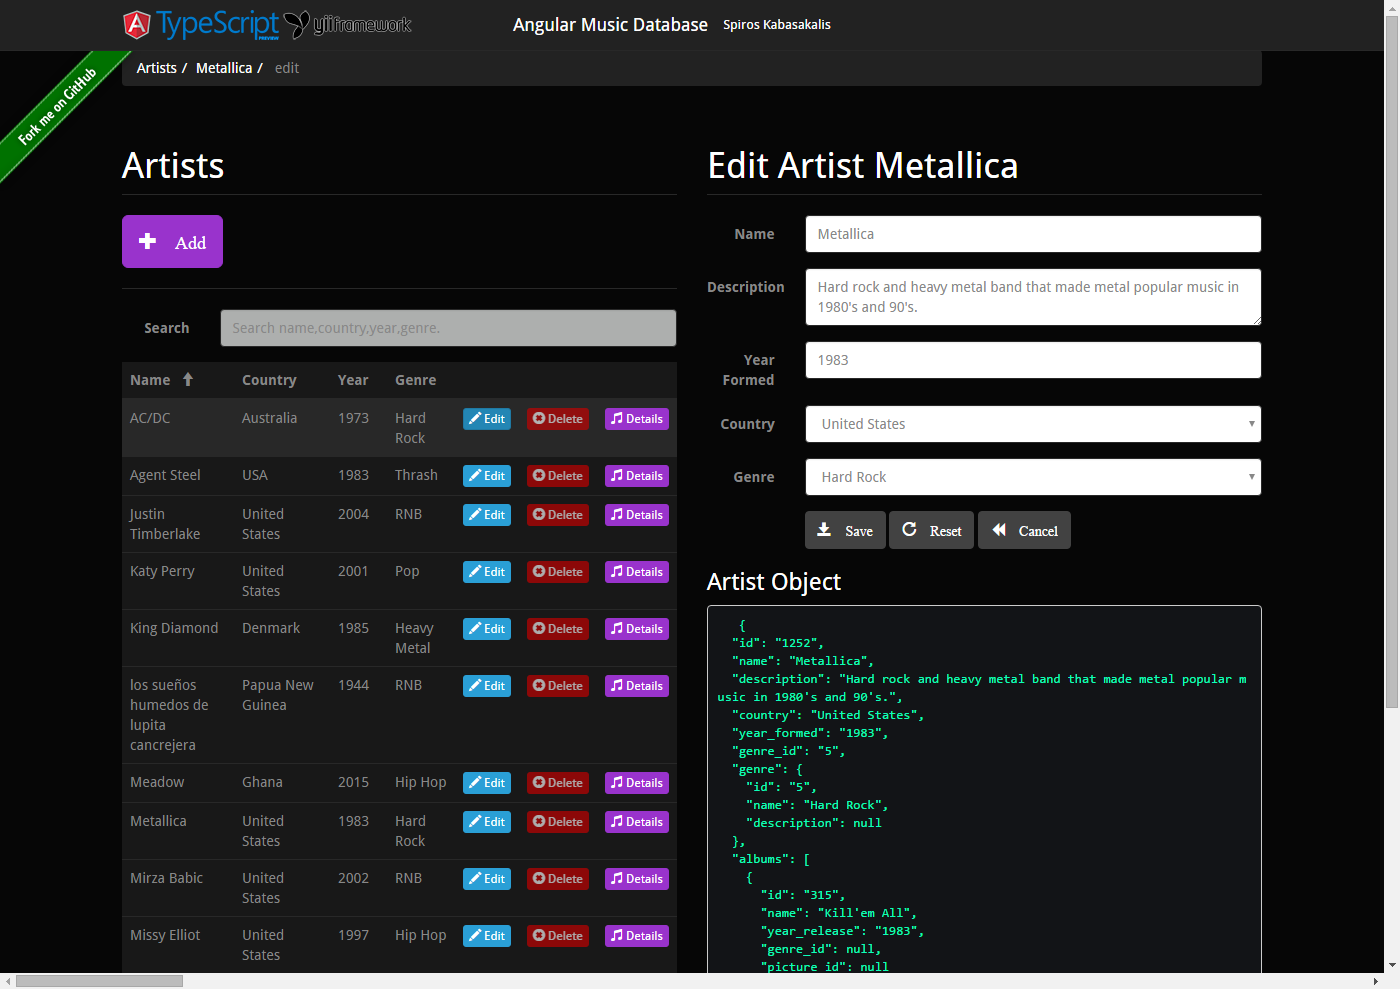 TypeScript
PREVIEW
yiiframework
Angular Music Database
Spiros Kabasakalis
Fork me on GitHub
Artists / Metallica / edit
Artists
Add
Search
Search name,country,year,genre.
Name Country Year Genre
AC/DC Australia 1973 Hard Rock Edit Delete Details
Agent Steel USA 1983 Thrash Edit Delete Details
Justin Timberlake United States 2004 RNB Edit Delete Details
Katy Perry United States 2001 Pop Edit Delete Details
King Diamond Denmark 1985 Heavy Metal Edit Delete Details
los sueños humedos de lupita cancrejera Papua New Guinea 1944 RNB Edit Delete Details
Meadow Ghana 2015 Hip Hop Edit Delete Details
Metallica United States 1983 Hard Rock Edit Delete Details
Mirza Babic United States 2002 RNB Edit Delete Details
Missy Elliot United States 1997 Hip Hop Edit Delete Details
Edit Artist Metallica
Name
Metallica
Description
Hard rock and heavy metal band that made metal popular music in
1980's and 90's.
Year
Formed
1983
Country
United States
Genre
Hard Rock
Save Reset Cancel
Artist Object
{
"id": "1252",
"name": "Metallica",
"description": "Hard rock and heavy metal band that made metal popular m
usic in 1980's and 90's.",
"country": "United States",
"year_formed": "1983",
"genre_id": "5",
"genre": {
"id": "5",
"name": "Hard Rock",
"description": null
},
"albums": [
{
"id": "315",
"name": "Kill'em All",
"year_release": "1983",
"genre_id": null,
"picture_id": null